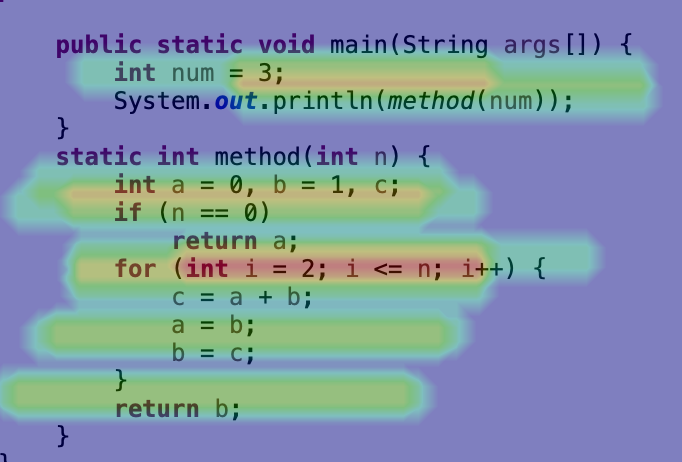 public static void main(String args[]) {
int num = 3;
System.out.println(method(num));
}
static int method(int n) {
int a = 0, b = 1, c;
if (n == 0)
return a;
for (int i = 2; i <= n; i++) {
c = a + b;
a = b;
b = c;
}
return b;
}
}